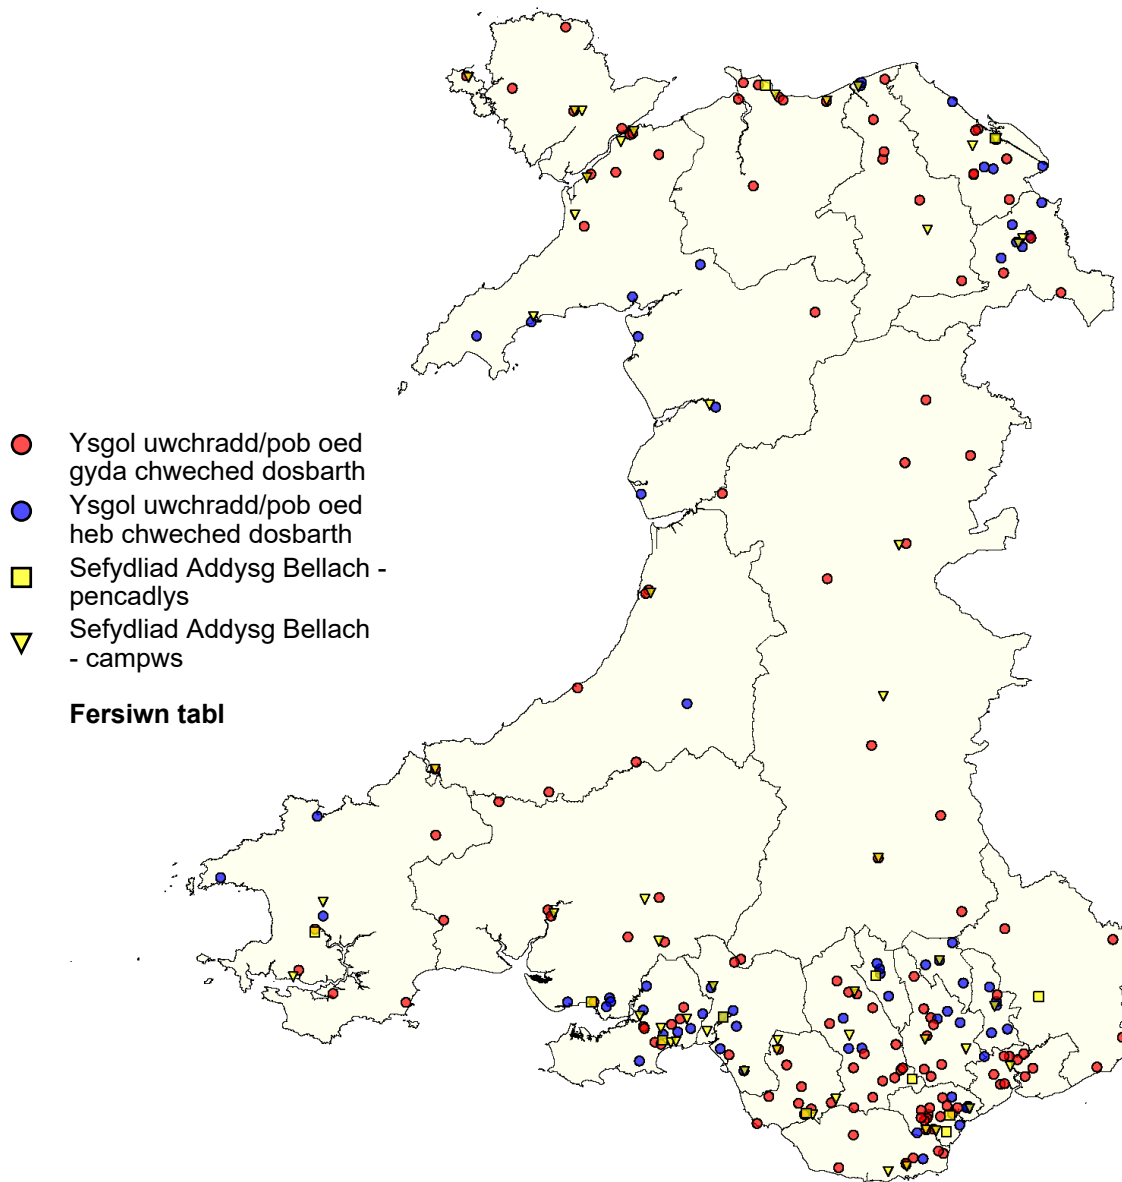 Ysgol uwchradd/pob oed
gyda chweched dosbarth
Ysgol uwchradd/pob oed
heb chweched dosbarth
Sefydliad Addysg Bellach -
pencadlys
Sefydliad Addysg Bellach
- campws
Fersiwn tabl